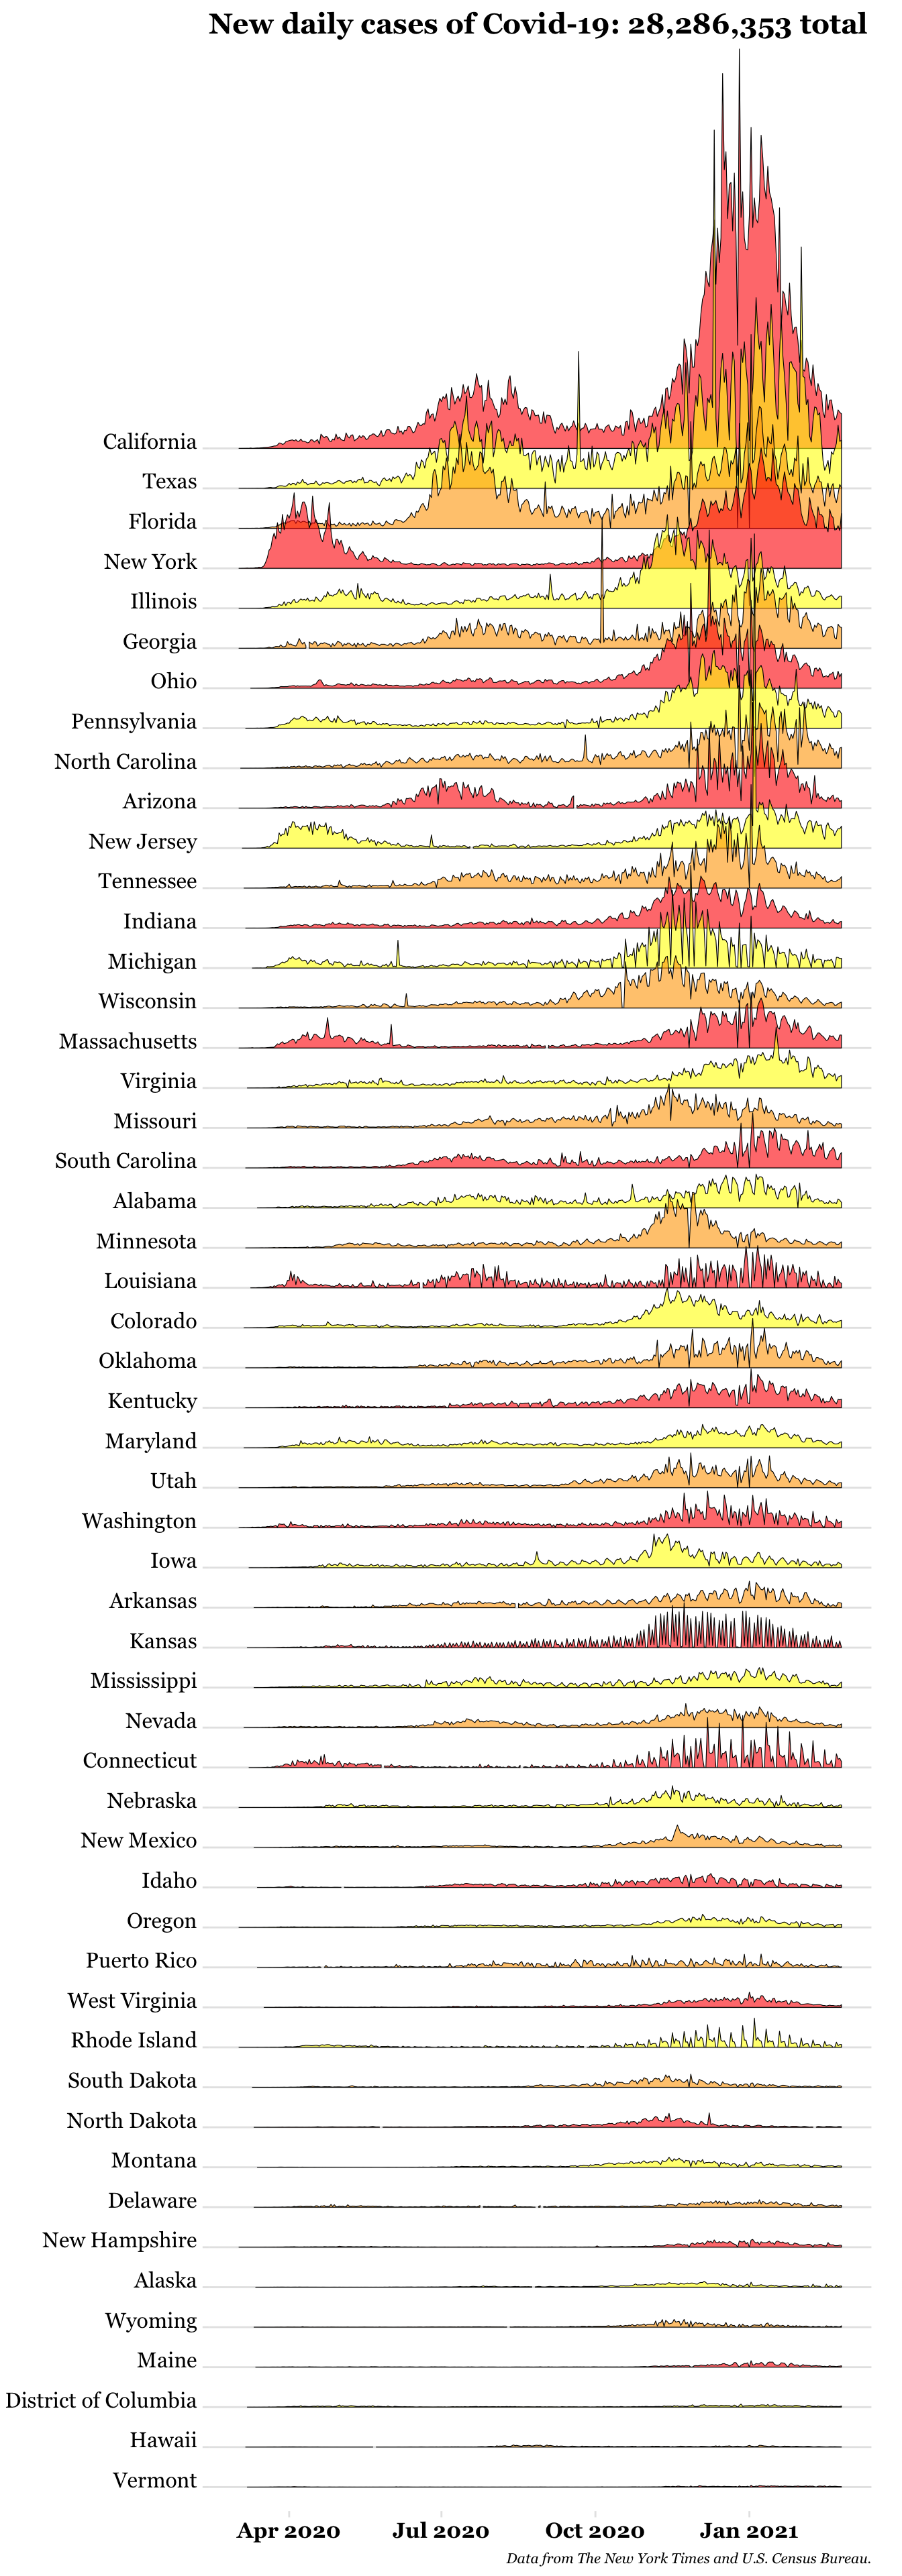 New daily cases of Covid-19: 28,286,353 total
California
Texas
Florida
New York
Illinois
Georgia
Ohio
Pennsylvania
North Carolina
Arizona
New Jersey
Tennessee
Indiana
Michigan
Wisconsin
Massachusetts
Virginia
Missouri
South Carolina
Alabama
Minnesota
Louisiana
Colorado
Oklahoma
Kentucky
Maryland
Utah
Washington
Iowa
Arkansas
Kansas
Mississippi
Nevada
Connecticut
Nebraska
New Mexico
Idaho
Oregon
Puerto Rico
West Virginia
Rhode Island
South Dakota
North Dakota
Montana
Delaware
New Hampshire
Alaska
Wyoming
Maine
District of Columbia
Hawaii
Vermont
Apr 2020 Jul 2020 Oct 2020 Jan 2021
Data from The New York Times and U.S. Census Bureau.